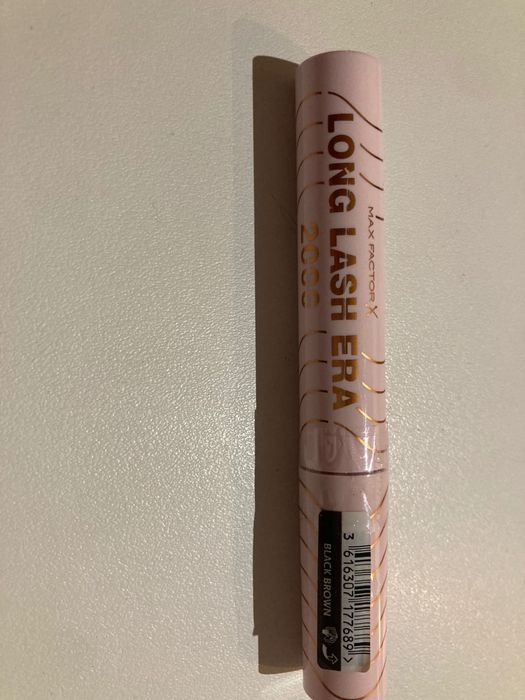 MAX FACTOR X
LONG LASH ERA
2000
BLACK BROWN
3 616307 177689 >